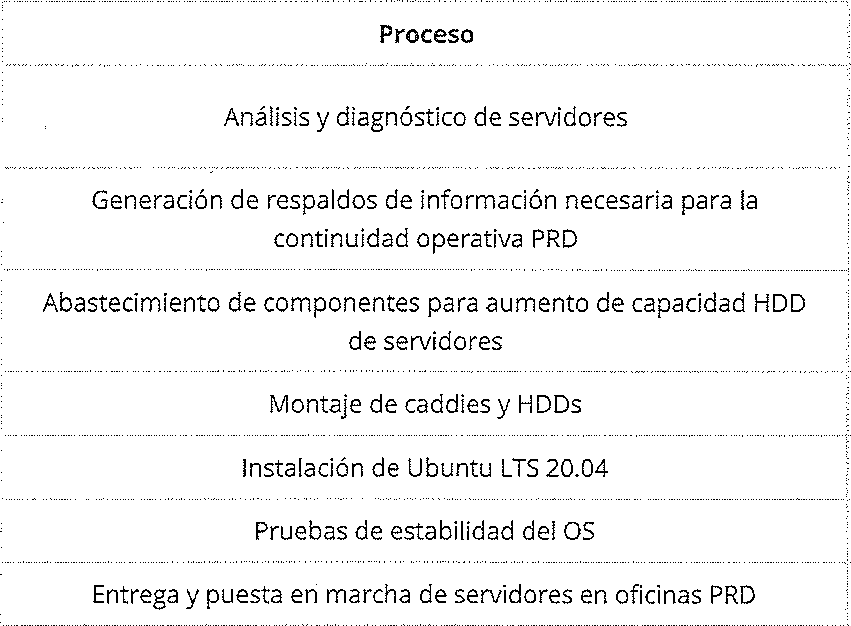 Proceso
Análisis y diagnóstico de servidores
Generación de respaldos de información necesaria para la
continuidad operativa PRD
Abastecimiento de componentes para aumento de capacidad HDD
de servidores
Montaje de caddies y HDDs
Instalación de Ubuntu LTS 20.04
Pruebas de estabilidad del OS
Entrega y puesta en marcha de servidores en oficinas PRD